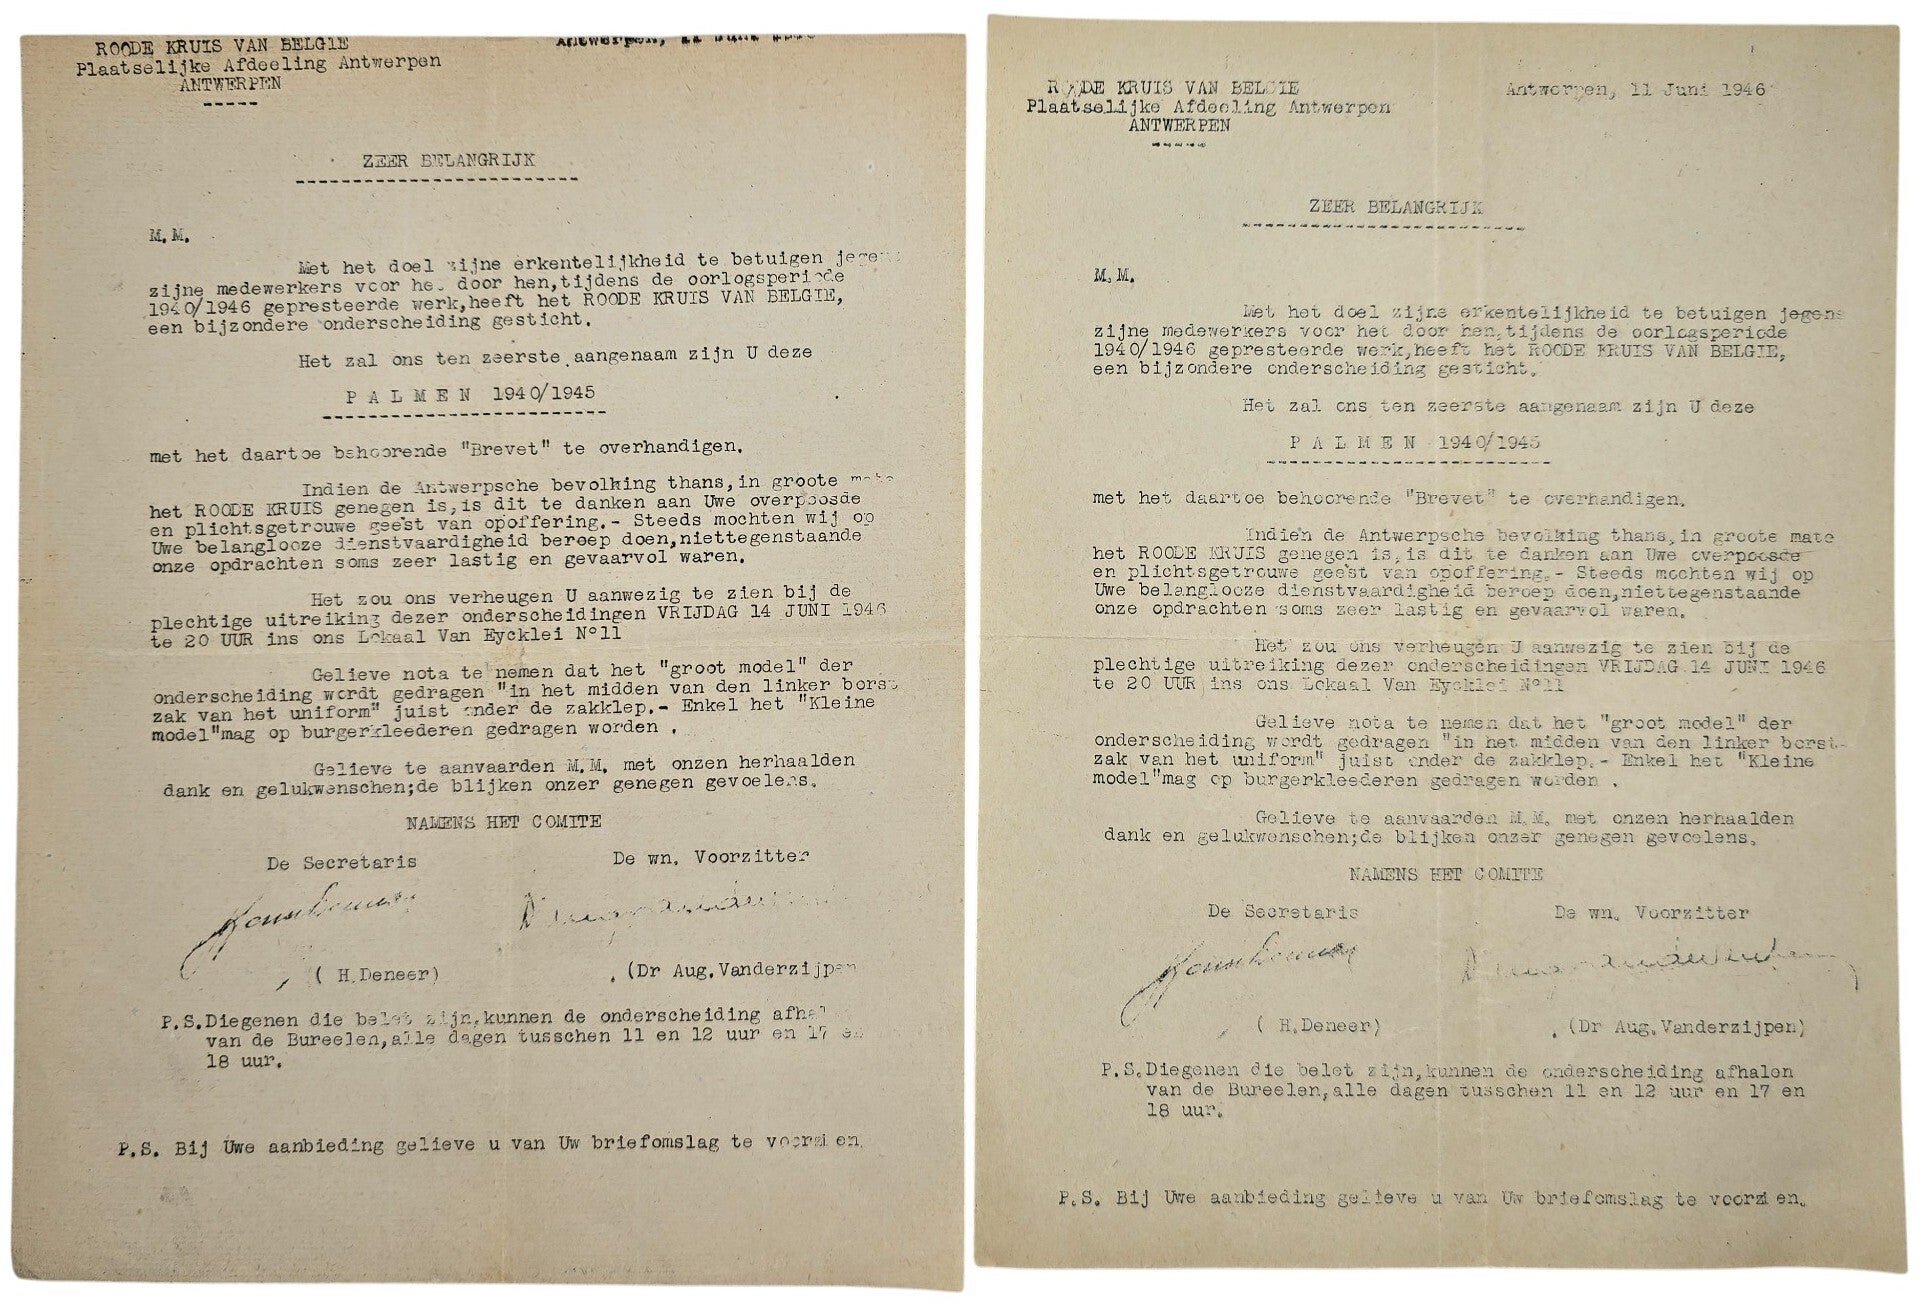 ROODE KRUIS VAN BELGIE
Plaatselijke Afdeeling Antwerpen
ANTWERPEN
Antwerpen, 11 Juni
ZEER BELANGRIJK
M.M.
Met het doel zijne erkentelijkheid te betuigen jegens
zijne medewerkers voor het door hen,tijdens de oorlogsperiode
1940/1946 gepresteerde werk,heeft het ROODE KRUIS VAN BELGIE,
een bijzondere onderscheiding gesticht.
Het zal ons ten zeerste aangenaam zijn U deze
P A L M E N 1940/1945
met het daartoe behoorende "Brevet" te overhandigen.
Indien de Antwerpsche bevolking thans,in groote mate
het ROODE KRUIS genegen is,is dit te danken aan Uwe overpoosde
en plichtsgetrouwe geest van opoffering.- Steeds mochten wij op
Uwe belanglooze dienstvaardigheid beroep doen,niettegenstaande
onze opdrachten soms zeer lastig en gevaarvol waren.
Het zou ons verheugen U aanwezig te zien bij de
plechtige uitreiking dezer onderscheidingen VRIJDAG 14 JUNI 1946
te 20 UUR ins ons Lokaal Van Eycklei N°11
Gelieve nota te nemen dat het "groot model" der
onderscheiding wordt gedragen "in het midden van den linker borst
zak van het uniform" juist onder de zakklep.- Enkel het "Kleine
model"mag op burgerkleederen gedragen worden .
Gelieve te aanvaarden M.M. met onzen herhaalden
dank en gelukwenschen;de blijken onzer genegen gevoelens.
NAMENS HET COMITE
De Secretaris De wn. Voorzitter
( H.Deneer) (Dr Aug.Vanderzijpen
P.S.Diegenen die belet zijn,kunnen de onderscheiding afhal
van de Bureelen,alle dagen tusschen 11 en 12 uur en 17 en
18 uur.
P.S. Bij Uwe aanbieding gelieve u van Uw briefomslag te voorzien.
ROODE KRUIS VAN BELGIE
Plaatselijke Afdeeling Antwerpen
ANTWERPEN
Antwerpen, 11 Juni 1946
ZEER BELANGRIJK
M.M.
Met het doel zijne erkentelijkheid te betuigen jegens
zijne medewerkers voor het door hen,tijdens de oorlogsperiode
1940/1946 gepresteerde werk,heeft het ROODE KRUIS VAN BELGIE,
een bijzondere onderscheiding gesticht.
Het zal ons ten zeerste aangenaam zijn U deze
P A L M E N 1940/1945
met het daartoe behoorende "Brevet" te overhandigen.
Indien de Antwerpsche bevolking thans,in groote mate
het ROODE KRUIS genegen is,is dit te danken aan Uwe overpoosde
en plichtsgetrouwe geest van opoffering.- Steeds mochten wij op
Uwe belanglooze dienstvaardigheid beroep doen,niettegenstaande
onze opdrachten soms zeer lastig en gevaarvol waren.
Het zou ons verheugen U aanwezig te zien bij de
plechtige uitreiking dezer onderscheidingen VRIJDAG 14 JUNI 1946
te 20 UUR ins ons Lokaal Van Eycklei N°11
Gelieve nota te nemen dat het "groot model" der
onderscheiding wordt gedragen "in het midden van den linker borst-
zak van het uniform" juist onder de zakklep.- Enkel het "Kleine
model"mag op burgerkleederen gedragen worden .
Gelieve te aanvaarden M.M. met onzen herhaalden
dank en gelukwenschen;de blijken onzer genegen gevoelens.
NAMENS HET COMITE
De Secretaris De wn. Voorzitter
( H.Deneer) (Dr Aug.Vanderzijpen)
P.S.Diegenen die belet zijn,kunnen de onderscheiding afhalen
van de Bureelen,alle dagen tusschen 11 en 12 uur en 17 en
18 uur.
P.S. Bij Uwe aanbieding gelieve u van Uw briefomslag te voorzien.